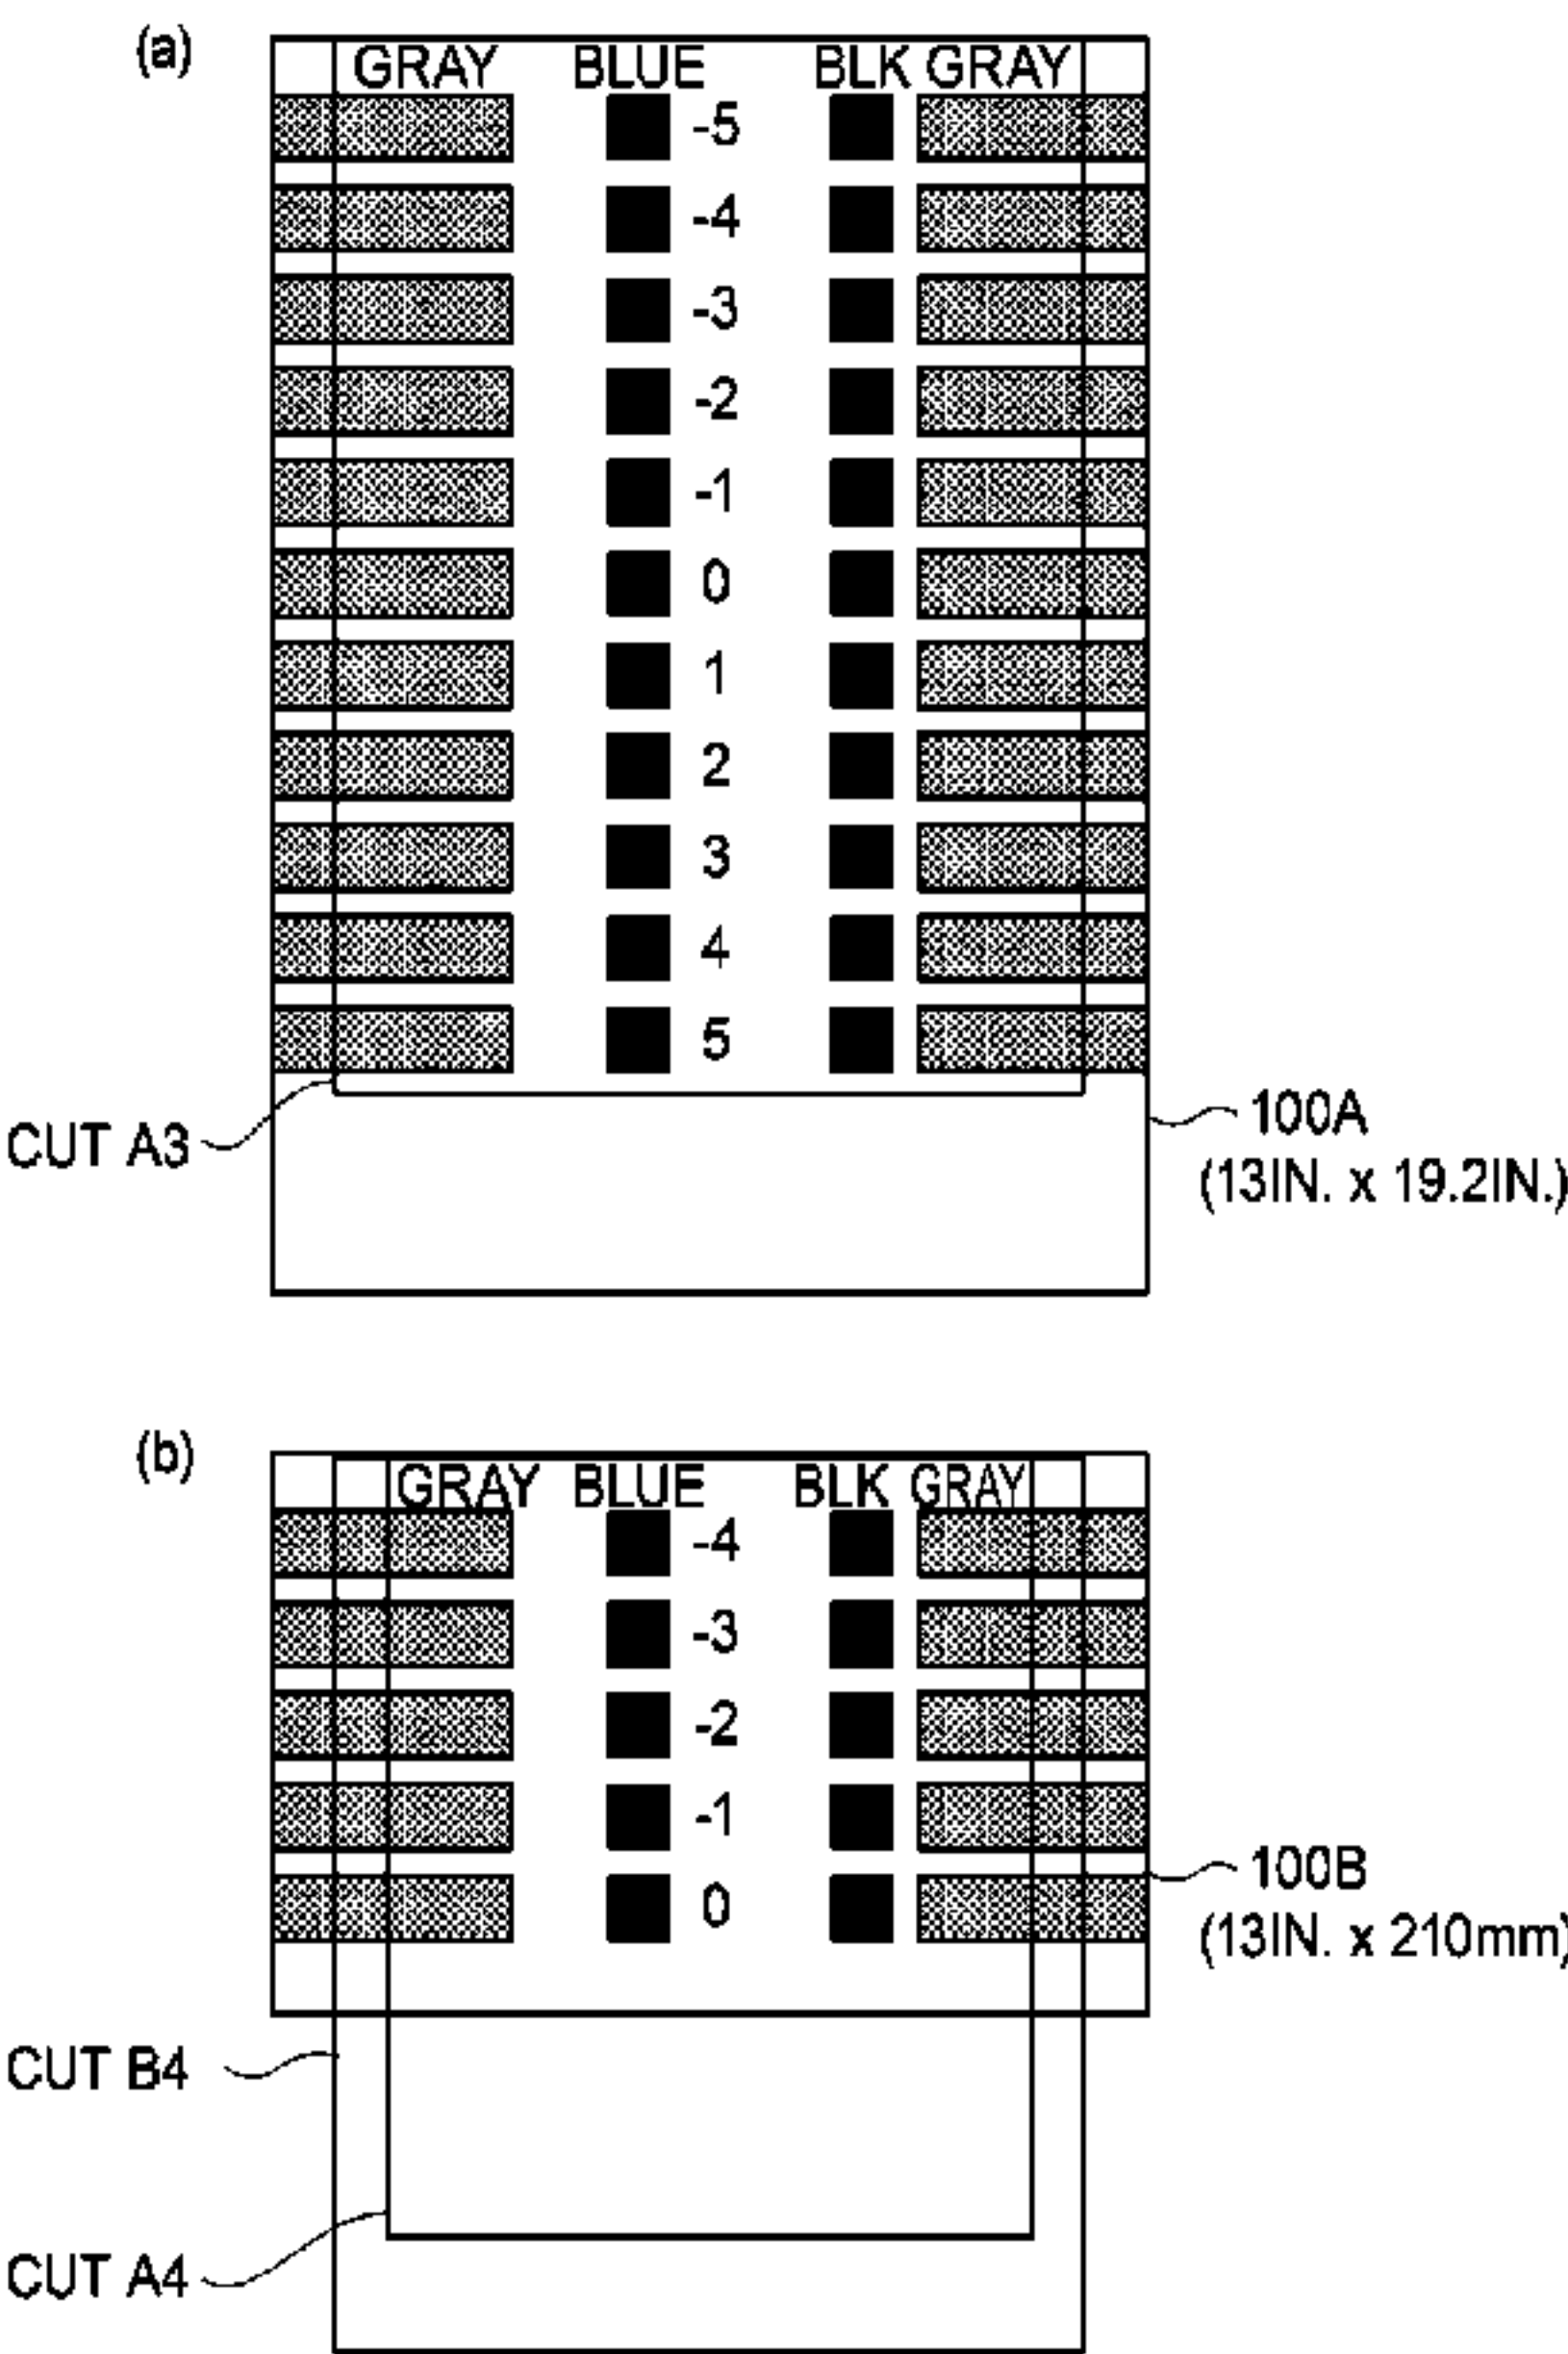 (a)
GRAY BLUE BLK GRAY
-5
-4
-3
-2
-1
0
1
2
3
4
5
CUT A3
100A
(13IN. x 19.2IN.)
(b)
GRAY BLUE BLK GRAY
-4
-3
-2
-1
0
100B
(13IN. x 210mm)
CUT B4
CUT A4